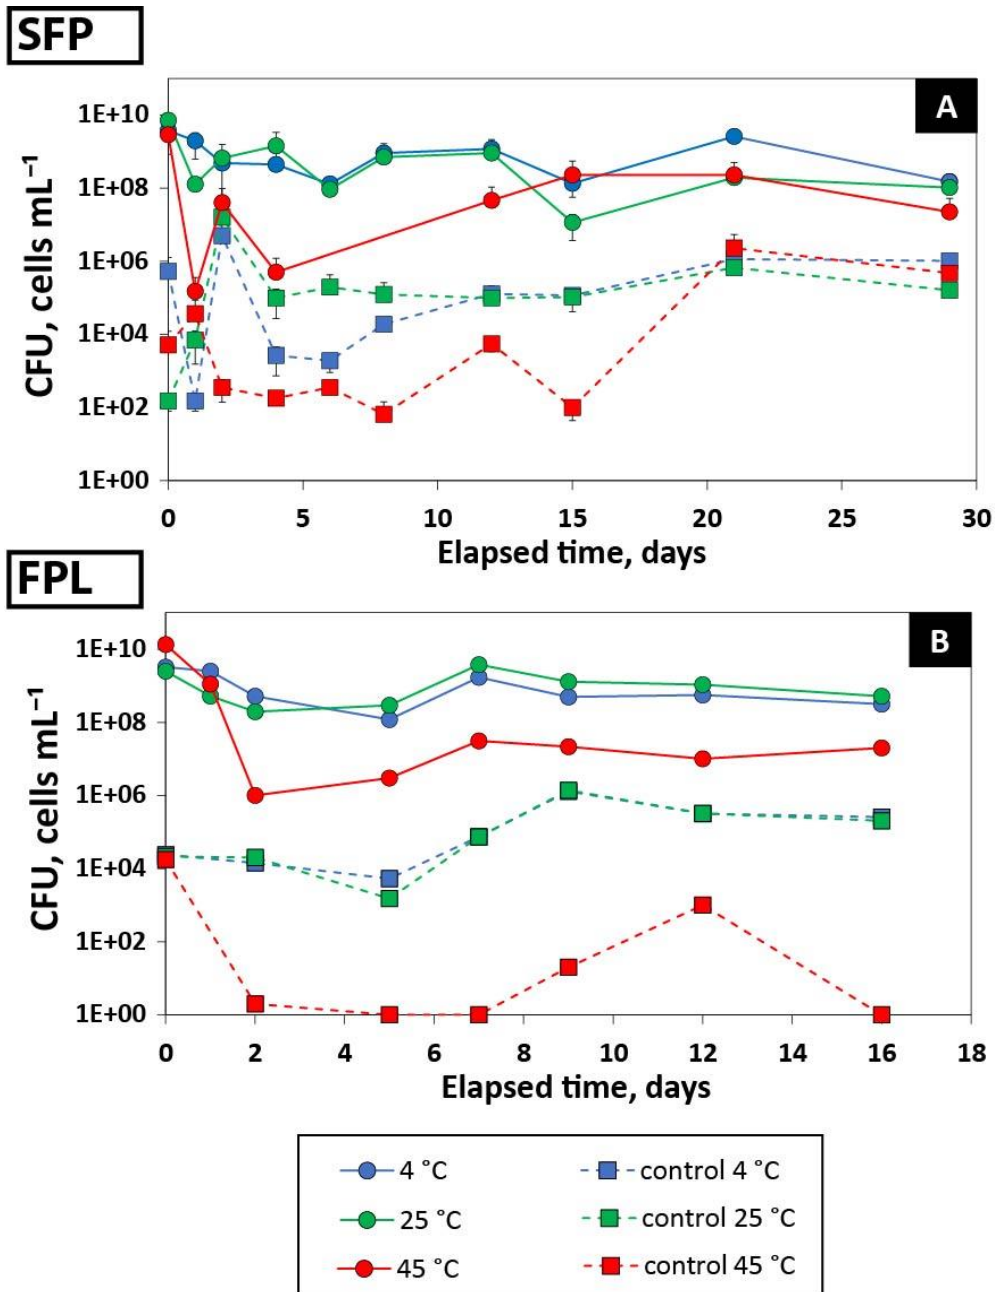 SFP
A
CFU, cells mL⁻¹
1E+10
1E+08
1E+06
1E+04
1E+02
1E+00
0 5 10 15 20 25 30
Elapsed time, days
FPL
B
CFU, cells mL⁻¹
1E+10
1E+08
1E+06
1E+04
1E+02
1E+00
0 2 4 6 8 10 12 14 16 18
Elapsed time, days
4 °C control 4 °C
25 °C control 25 °C
45 °C control 45 °C